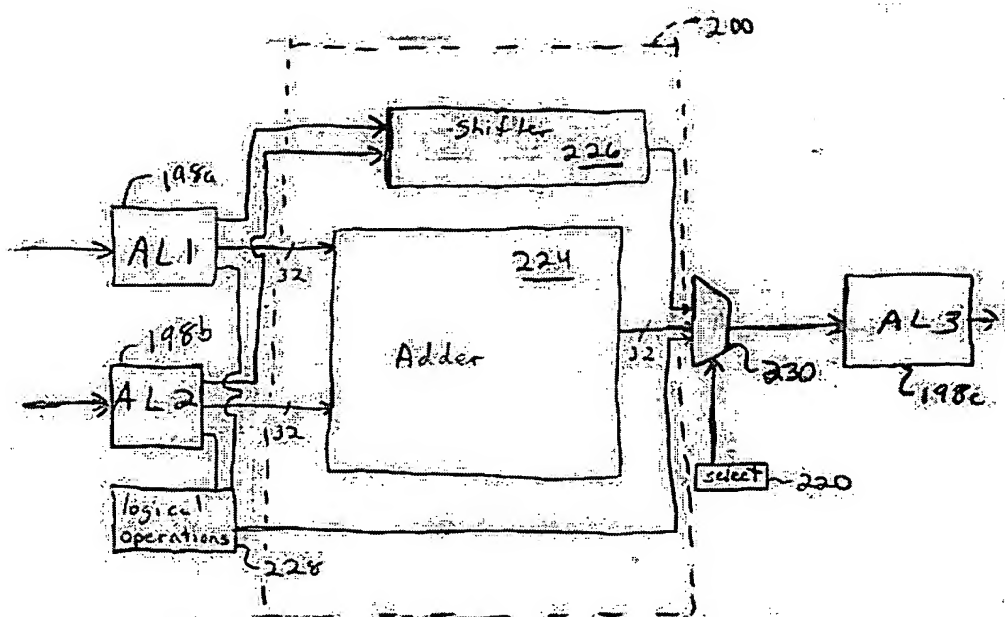 200
Shifter
226
198a
AL1
32
224
Adder
32
AL3
230
198c
198b
AL2
32
select
220
logical
operations
228